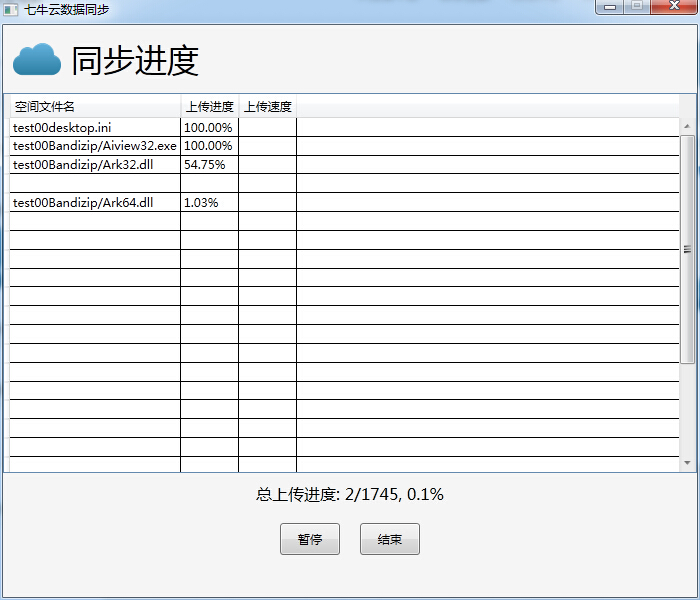 七牛云数据同步
同步进度
空间文件名 上传进度 上传速度
test00desktop.ini 100.00%
test00Bandizip/Aiview32.exe 100.00%
test00Bandizip/Ark32.dll 54.75%
test00Bandizip/Ark64.dll 1.03%
总上传进度: 2/1745, 0.1%
暂停 结束